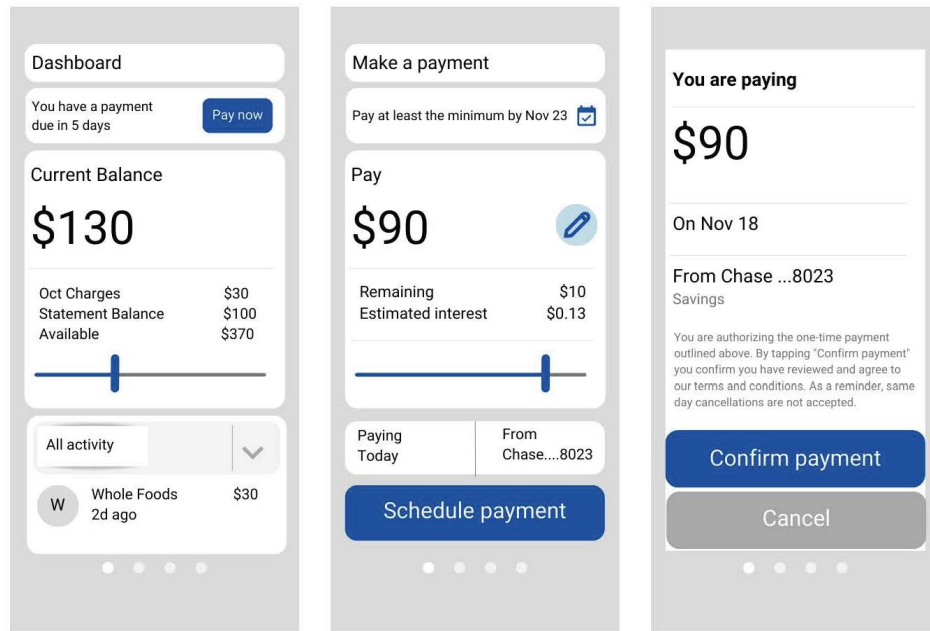 Dashboard
You have a payment
due in 5 days
Pay now
Current Balance
$130
Oct Charges $30
Statement Balance $100
Available $370
All activity
W
Whole Foods $30
2d ago
Make a payment
Pay at least the minimum by Nov 23
Pay
$90
Remaining $10
Estimated interest $0.13
Paying
Today
From
Chase....8023
Schedule payment
You are paying
$90
On Nov 18
From Chase ...8023
Savings
You are authorizing the one-time payment
outlined above. By tapping "Confirm payment"
you confirm you have reviewed and agree to
our terms and conditions. As a reminder, same
day cancellations are not accepted.
Confirm payment
Cancel